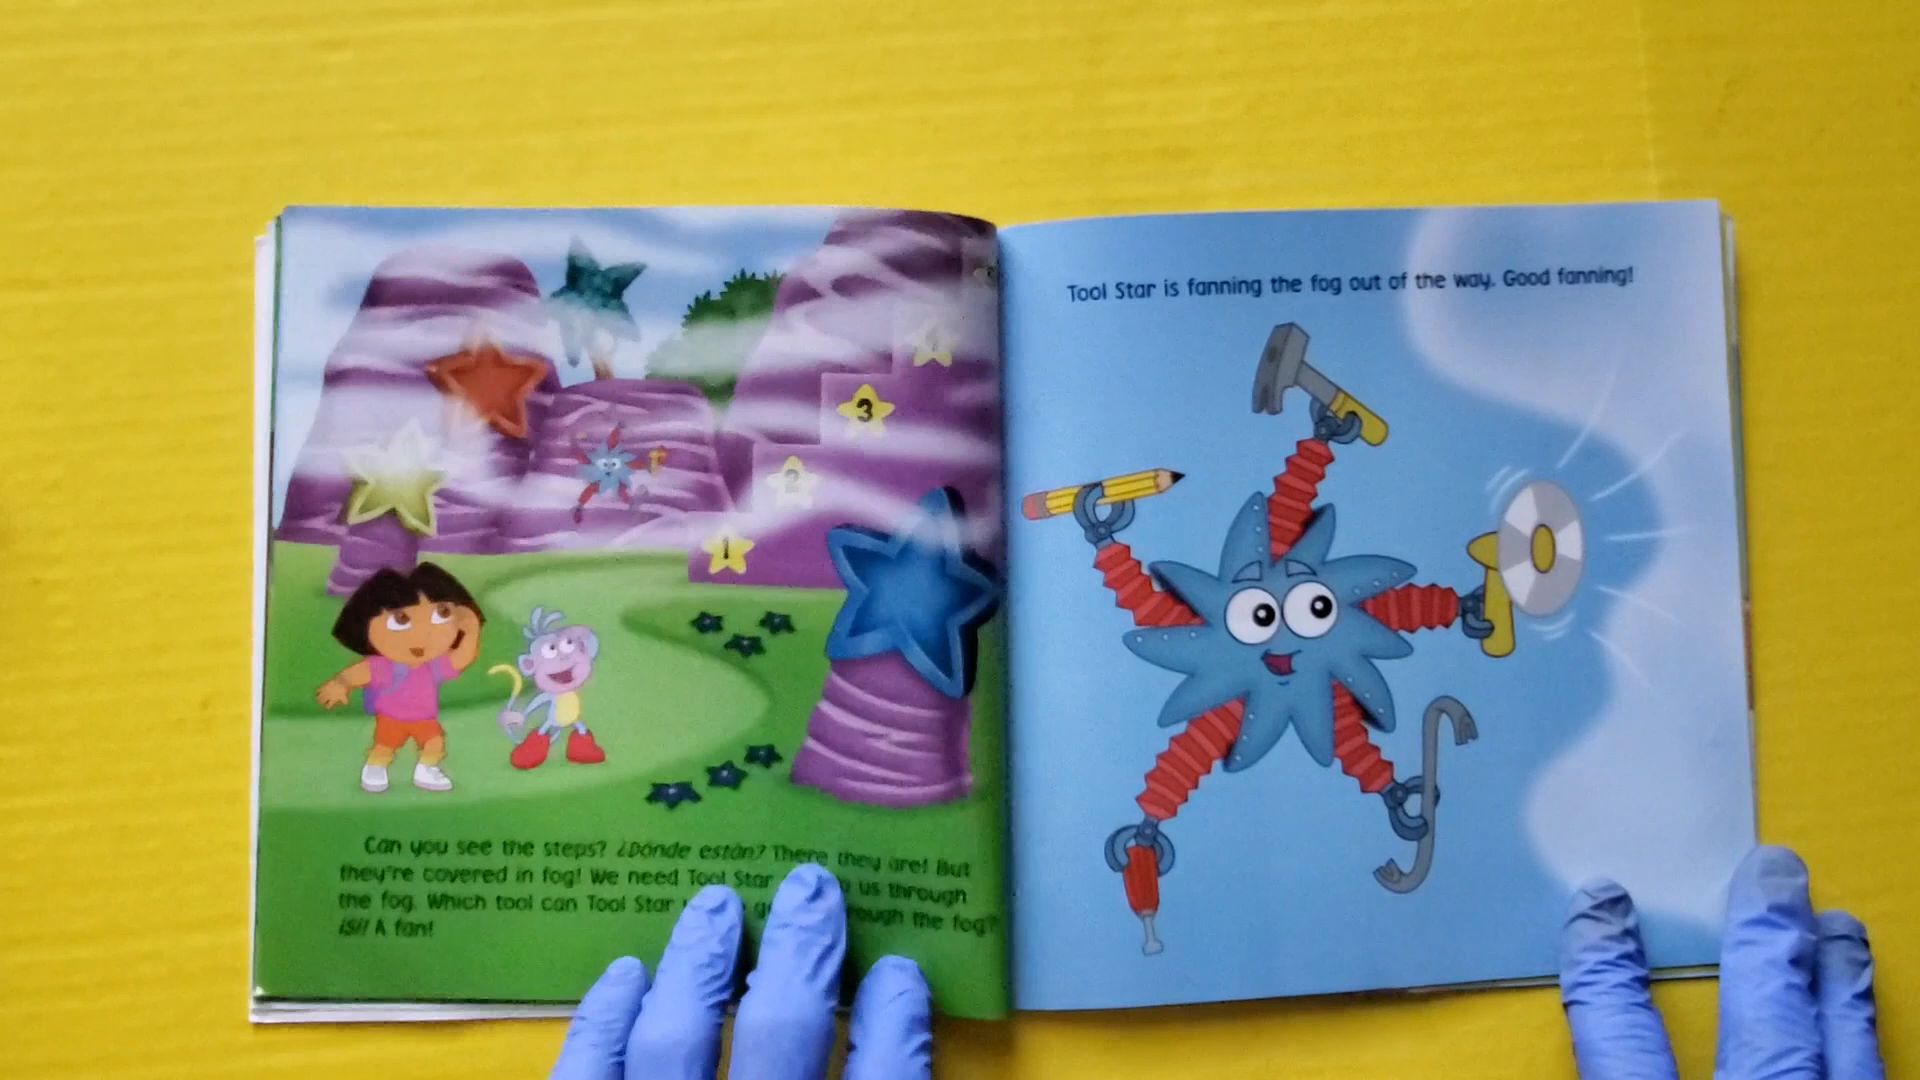 3
2
1
Can you see the steps? ¿Dónde están? There they are! But
they're covered in fog! We need Tool Star us through
the fog. Which tool can Tool Star through the fog?
¡Sí! A fan!
Tool Star is fanning the fog out of the way. Good fanning!